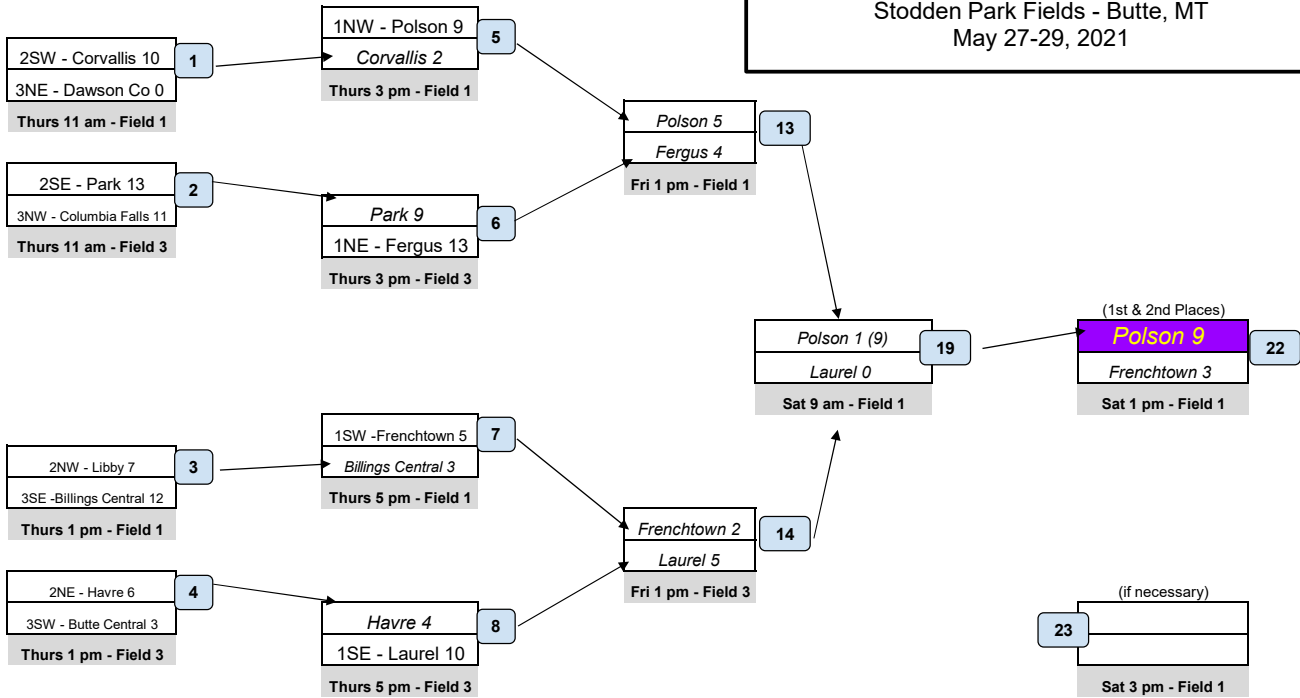 Stodden Park Fields - Butte, MT
May 27-29, 2021
2SW - Corvallis 10
3NE - Dawson Co 0
1
Thurs 11 am - Field 1
2SE - Park 13
3NW - Columbia Falls 11
2
Thurs 11 am - Field 3
1NW - Polson 9
Corvallis 2
5
Thurs 3 pm - Field 1
Park 9
1NE - Fergus 13
6
Thurs 3 pm - Field 3
Polson 5
Fergus 4
13
Fri 1 pm - Field 1
2NW - Libby 7
3SE -Billings Central 12
3
Thurs 1 pm - Field 1
2NE - Havre 6
3SW - Butte Central 3
4
Thurs 1 pm - Field 3
1SW -Frenchtown 5
Billings Central 3
7
Thurs 5 pm - Field 1
Havre 4
1SE - Laurel 10
8
Thurs 5 pm - Field 3
Frenchtown 2
Laurel 5
14
Fri 1 pm - Field 3
Polson 1 (9)
Laurel 0
19
Sat 9 am - Field 1
(1st & 2nd Places)
Polson 9
Frenchtown 3
22
Sat 1 pm - Field 1
(if necessary)
23
Sat 3 pm - Field 1